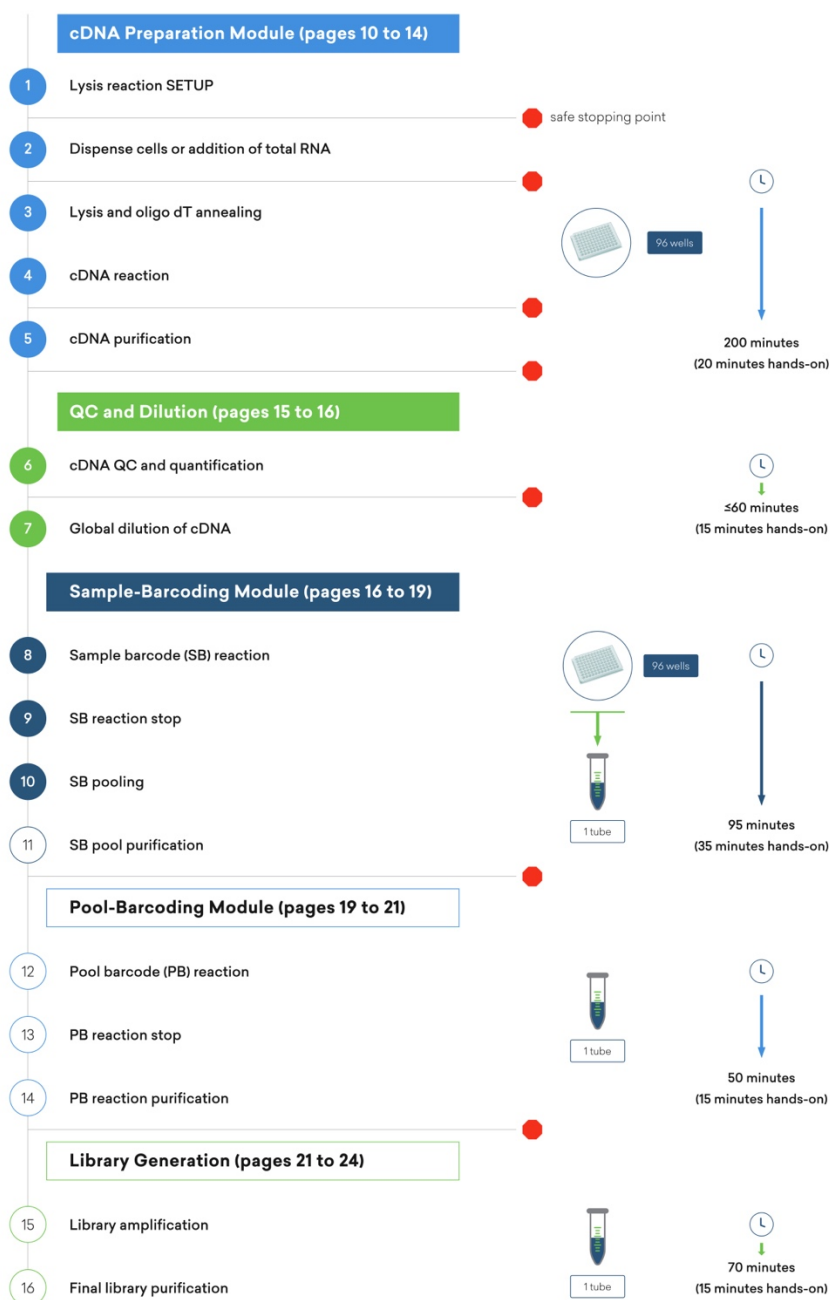 cDNA Preparation Module (pages 10 to 14)
1 Lysis reaction SETUP
safe stopping point
2 Dispense cells or addition of total RNA
3 Lysis and oligo dT annealing
96 wells
4 cDNA reaction
5 cDNA purification
200 minutes
(20 minutes hands-on)
QC and Dilution (pages 15 to 16)
6 cDNA QC and quantification
7 Global dilution of cDNA
≤60 minutes
(15 minutes hands-on)
Sample-Barcoding Module (pages 16 to 19)
8 Sample barcode (SB) reaction
96 wells
9 SB reaction stop
10 SB pooling
11 SB pool purification
1 tube
95 minutes
(35 minutes hands-on)
Pool-Barcoding Module (pages 19 to 21)
12 Pool barcode (PB) reaction
13 PB reaction stop
1 tube
14 PB reaction purification
50 minutes
(15 minutes hands-on)
Library Generation (pages 21 to 24)
15 Library amplification
16 Final library purification
1 tube
70 minutes
(15 minutes hands-on)